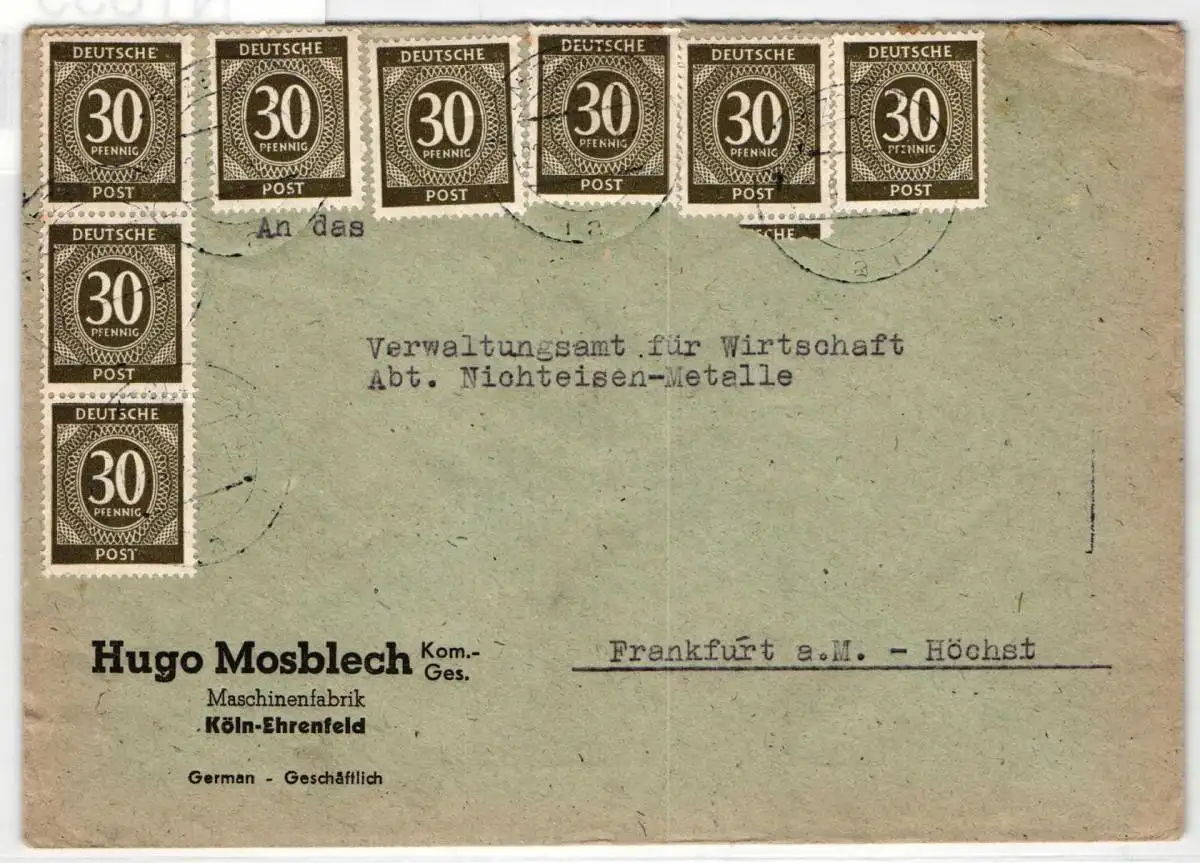 DEUTSCHE
30
PFENNIG
POST
DEUTSCHE
30
PFENNIG
POST
DEUTSCHE
30
PFENNIG
POST
DEUTSCHE
30
PFENNIG
POST
DEUTSCHE
30
PFENNIG
POST
DEUTSCHE
30
PFENNIG
POST
DEUTSCHE
30
PFENNIG
POST
DEUTSCHE
30
PFENNIG
POST
An das
Verwaltungsamt für Wirtschaft
Abt. Nichteisen-Metalle
Frankfurt a.M. - Höchst
Hugo Mosblech Kom.-
Ges.
Maschinenfabrik
Köln-Ehrenfeld
German - Geschäftlich